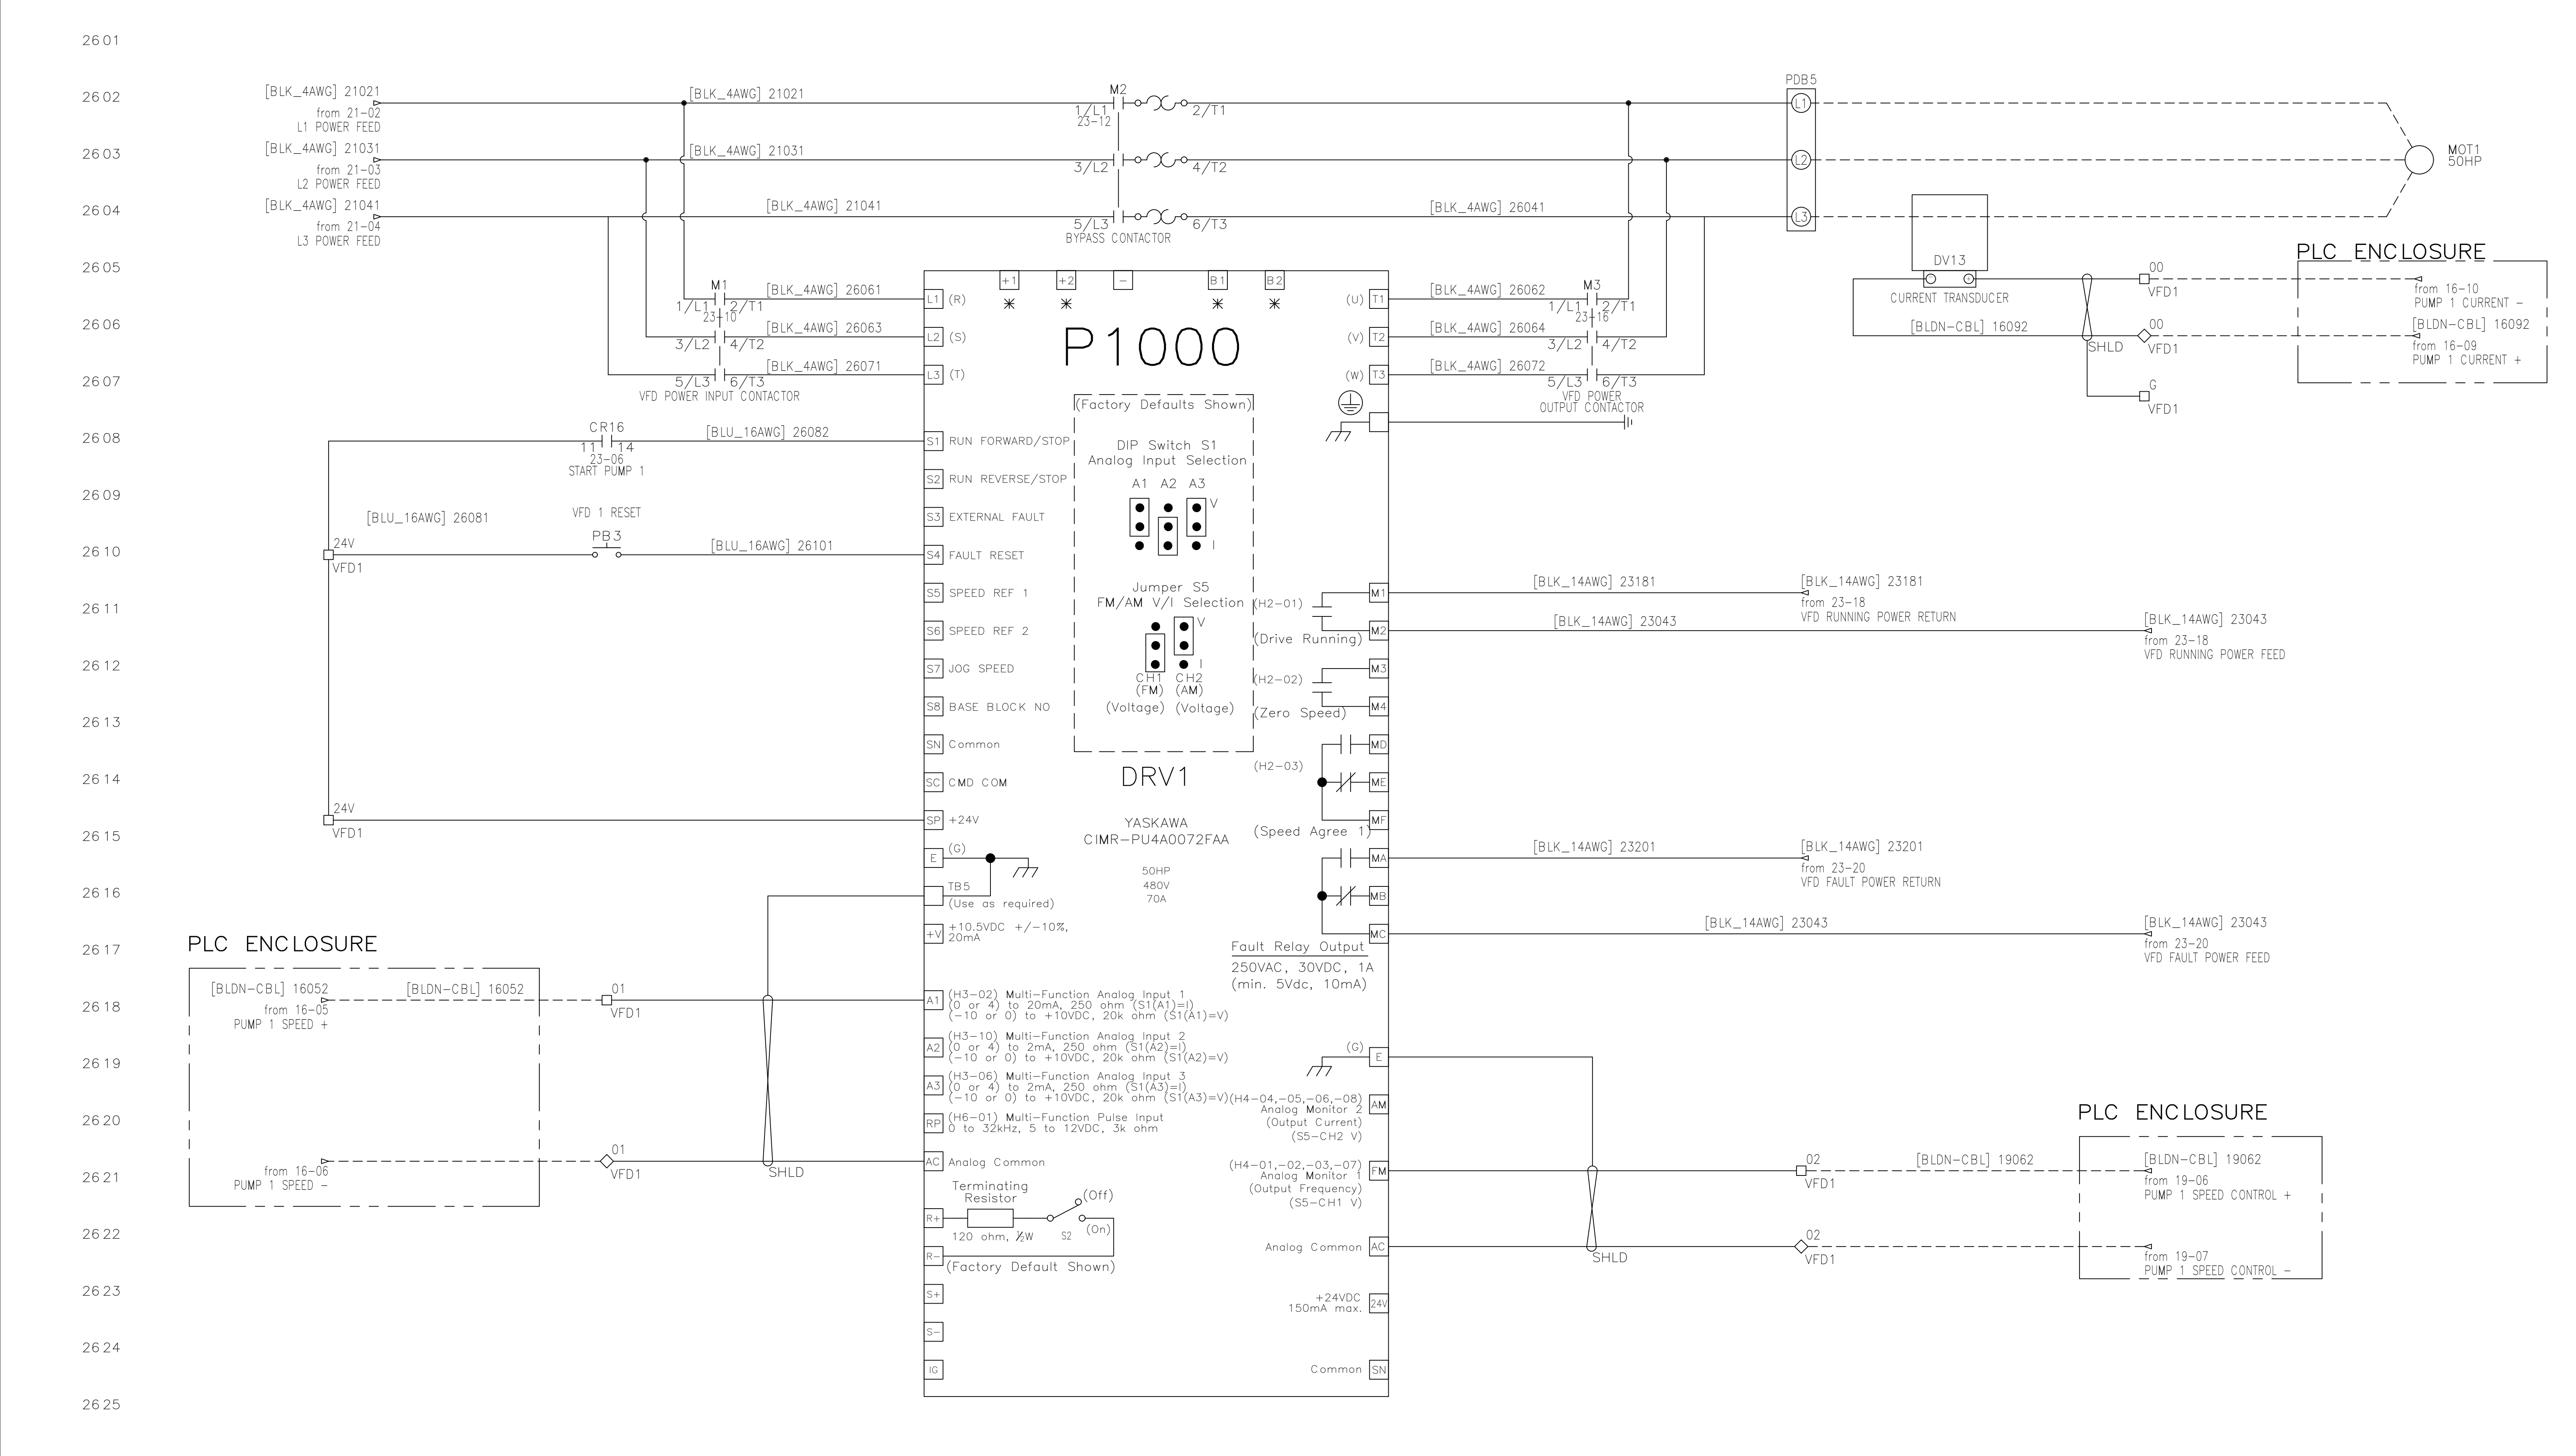 2601
2602
2603
2604
2605
2606
2607
2608
2609
2610
2611
2612
2613
2614
2615
2616
2617
2618
2619
2620
2621
2622
2623
2624
2625
[BLK_4AWG] 21021
from 21-02
L1 POWER FEED
[BLK_4AWG] 21021
M2
1/L1
2/T1
23-12
PDB5
L1
[BLK_4AWG] 21031
from 21-03
L2 POWER FEED
[BLK_4AWG] 21031
3/L2
4/T2
L2
MOT1
50HP
[BLK_4AWG] 21041
from 21-04
L3 POWER FEED
[BLK_4AWG] 21041
5/L3
6/T3
BYPASS CONTACTOR
[BLK_4AWG] 26041
L3
M1
1/L1
2/T1
23-10
[BLK_4AWG] 26061
3/L2
4/T2
[BLK_4AWG] 26063
5/L3
6/T3
[BLK_4AWG] 26071
VFD POWER INPUT CONTACTOR
+1
+2
-
B1
B2
L1 (R)
L2 (S)
L3 (T)
P1000
(U) T1
(V) T2
(W) T3
[BLK_4AWG] 26062
M3
1/L1
2/T1
23-16
[BLK_4AWG] 26064
3/L2
4/T2
[BLK_4AWG] 26072
5/L3
6/T3
VFD POWER
OUTPUT CONTACTOR
DV13
- +
CURRENT TRANSDUCER
[BLDN-CBL] 16092
SHLD
00
VFD1
00
VFD1
G
VFD1
PLC ENCLOSURE
from 16-10
PUMP 1 CURRENT -
[BLDN-CBL] 16092
from 16-09
PUMP 1 CURRENT +
CR16
11 14
23-06
START PUMP 1
[BLU_16AWG] 26082
[BLU_16AWG] 26081
VFD 1 RESET
PB3
[BLU_16AWG] 26101
24V
VFD1
24V
VFD1
S1 RUN FORWARD/STOP
S2 RUN REVERSE/STOP
S3 EXTERNAL FAULT
S4 FAULT RESET
S5 SPEED REF 1
S6 SPEED REF 2
S7 JOG SPEED
S8 BASE BLOCK NO
SN Common
SC CMD COM
SP +24V
E (G)
TB5
(Use as required)
+V +10.5VDC +/-10%,
20mA
(Factory Defaults Shown)
DIP Switch S1
Analog Input Selection
A1 A2 A3
V
I
Jumper S5
FM/AM V/I Selection
V
I
CH1 CH2
(FM) (AM)
(Voltage) (Voltage)
DRV1
YASKAWA
CIMR-PU4A0072FAA
50HP
480V
70A
(H2-01)
(Drive Running)
M1
M2
(H2-02)
(Zero Speed)
M3
M4
(H2-03)
(Speed Agree 1)
MD
ME
MF
MA
MB
MC
Fault Relay Output
250VAC, 30VDC, 1A
(min. 5Vdc, 10mA)
[BLK_14AWG] 23181
[BLK_14AWG] 23181
from 23-18
VFD RUNNING POWER RETURN
[BLK_14AWG] 23043
[BLK_14AWG] 23043
from 23-18
VFD RUNNING POWER FEED
[BLK_14AWG] 23201
[BLK_14AWG] 23201
from 23-20
VFD FAULT POWER RETURN
[BLK_14AWG] 23043
[BLK_14AWG] 23043
from 23-20
VFD FAULT POWER FEED
PLC ENCLOSURE
[BLDN-CBL] 16052
[BLDN-CBL] 16052
from 16-05
PUMP 1 SPEED +
01
VFD1
from 16-06
PUMP 1 SPEED -
01
VFD1
SHLD
A1
(H3-02) Multi-Function Analog Input 1
(0 or 4) to 20mA, 250 ohm (S1(A1)=I)
(-10 or 0) to +10VDC, 20k ohm (S1(A1)=V)
A2
(H3-10) Multi-Function Analog Input 2
(0 or 4) to 2mA, 250 ohm (S1(A2)=I)
(-10 or 0) to +10VDC, 20k ohm (S1(A2)=V)
A3
(H3-06) Multi-Function Analog Input 3
(0 or 4) to 2mA, 250 ohm (S1(A3)=I)
(-10 or 0) to +10VDC, 20k ohm (S1(A3)=V)
RP
(H6-01) Multi-Function Pulse Input
0 to 32kHz, 5 to 12VDC, 3k ohm
AC Analog Common
Terminating
Resistor
(Off)
R+
120 ohm, ½W
S2
(On)
R-
(Factory Default Shown)
S+
S-
IG
(G) E
(H4-04,-05,-06,-08)
Analog Monitor 2
(Output Current)
(S5-CH2 V)
AM
(H4-01,-02,-03,-07)
Analog Monitor 1
(Output Frequency)
(S5-CH1 V)
FM
Analog Common AC
+24VDC
150mA max.
24V
Common SN
SHLD
02
VFD1
[BLDN-CBL] 19062
02
VFD1
PLC ENCLOSURE
[BLDN-CBL] 19062
from 19-06
PUMP 1 SPEED CONTROL +
from 19-07
PUMP 1 SPEED CONTROL -